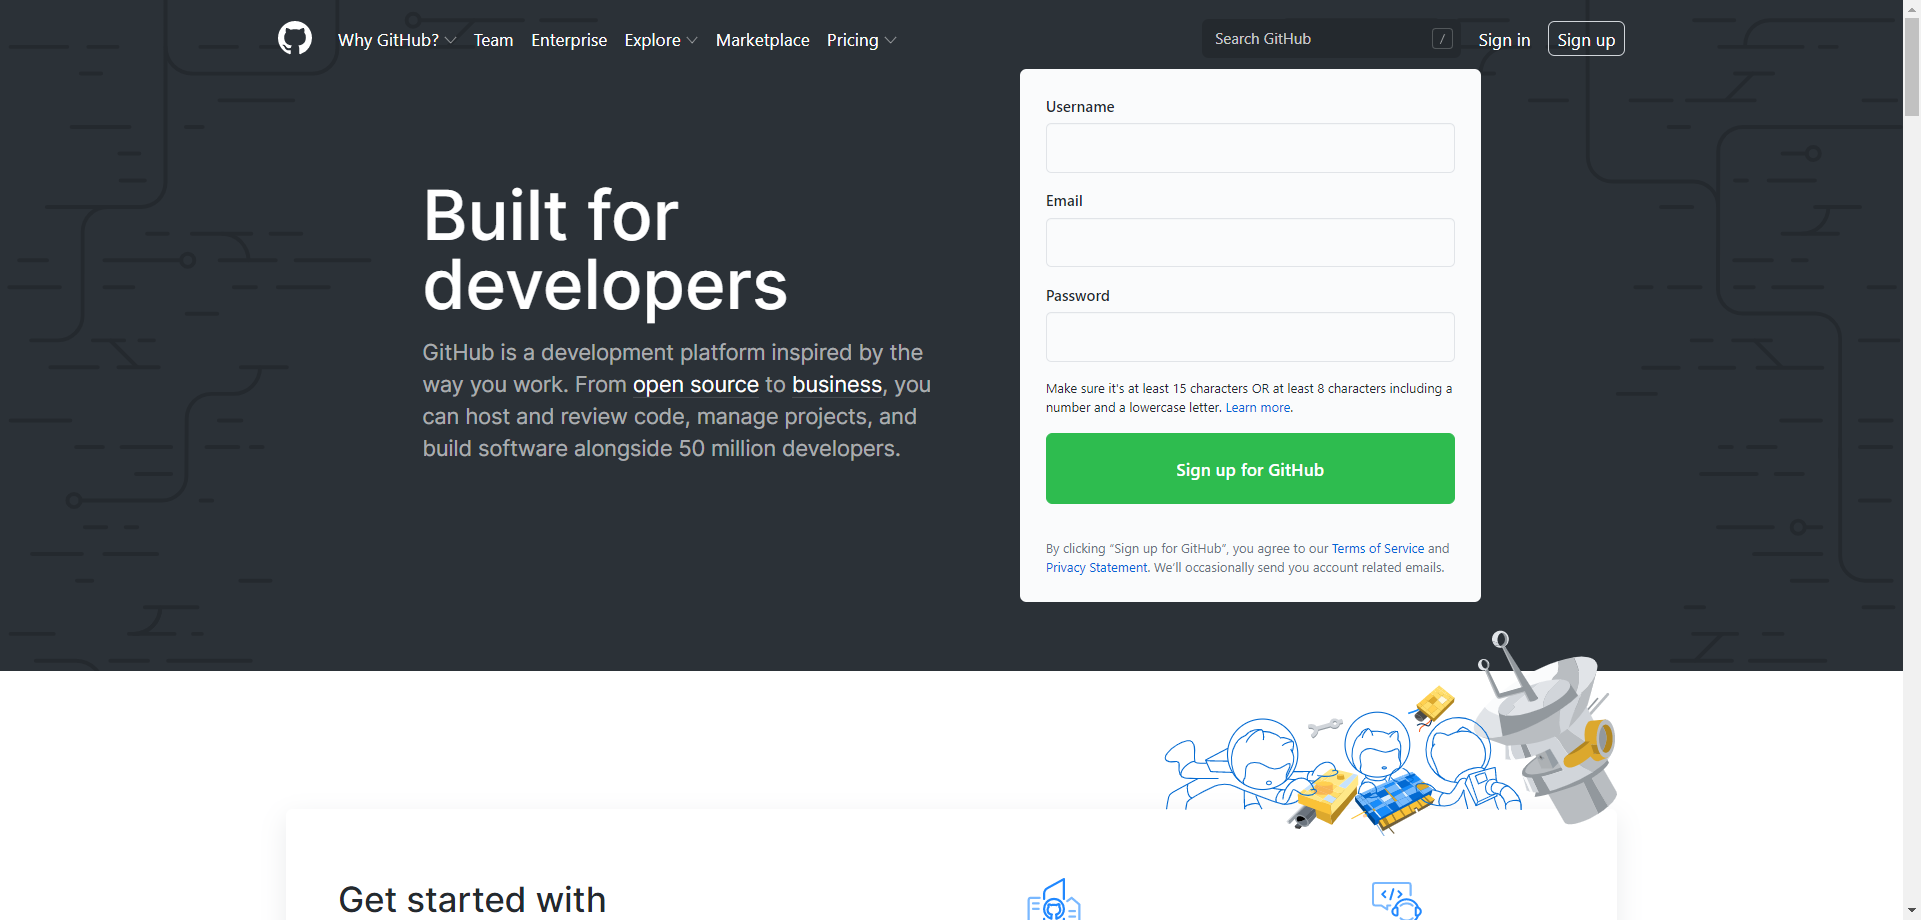 Why GitHub? Team Enterprise Explore Marketplace Pricing Search GitHub / Sign in Sign up
Built for
developers
GitHub is a development platform inspired by the
way you work. From open source to business, you
can host and review code, manage projects, and
build software alongside 50 million developers.
Username
Email
Password
Make sure it's at least 15 characters OR at least 8 characters including a
number and a lowercase letter. Learn more.
Sign up for GitHub
By clicking “Sign up for GitHub”, you agree to our Terms of Service and
Privacy Statement. We’ll occasionally send you account related emails.
Get started with